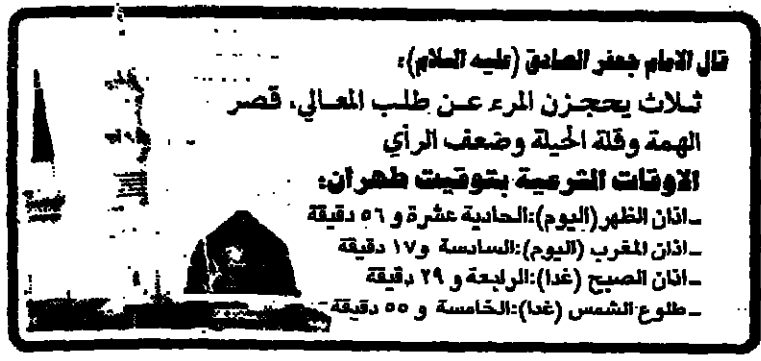 قال الامام جعفر الصادق (عليه السلام):
ثلاث يحجزن المرء عن طلب المعالي، قصر
الهمة وقلة الحيلة وضعف الرأي
الاوقات الشرعية بتوقيت طهران:
ـ اذان الظهر (اليوم): الحادية عشرة و ٥٦ دقيقة
ـ اذان المغرب (اليوم): السادسة و ١٧ دقيقة
ـ اذان الصبح (غدا): الرابعة و ٢٩ دقيقة
ـ طلوع الشمس (غدا): الخامسة و ٥٥ دقيقة